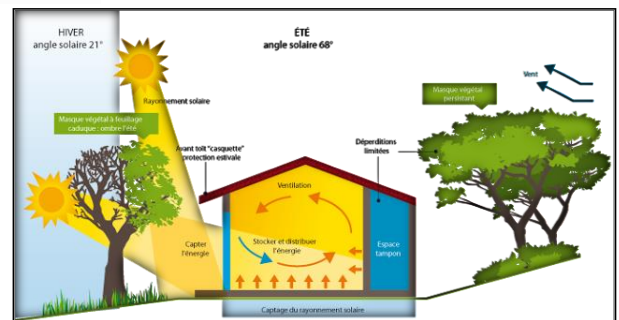 HIVER
angle solaire 21°
ÉTÉ
angle solaire 68°
Rayonnement solaire
Masque végétal à feuillage
caduque : ombre l'été
Avant toit "casquette"
protection estivale
Ventilation
Déperditions
limitées
Masque végétal
persistant
Vent
Capter
l'énergie
Stocker et distribuer
l'énergie
Espace
tampon
Captage du rayonnement solaire